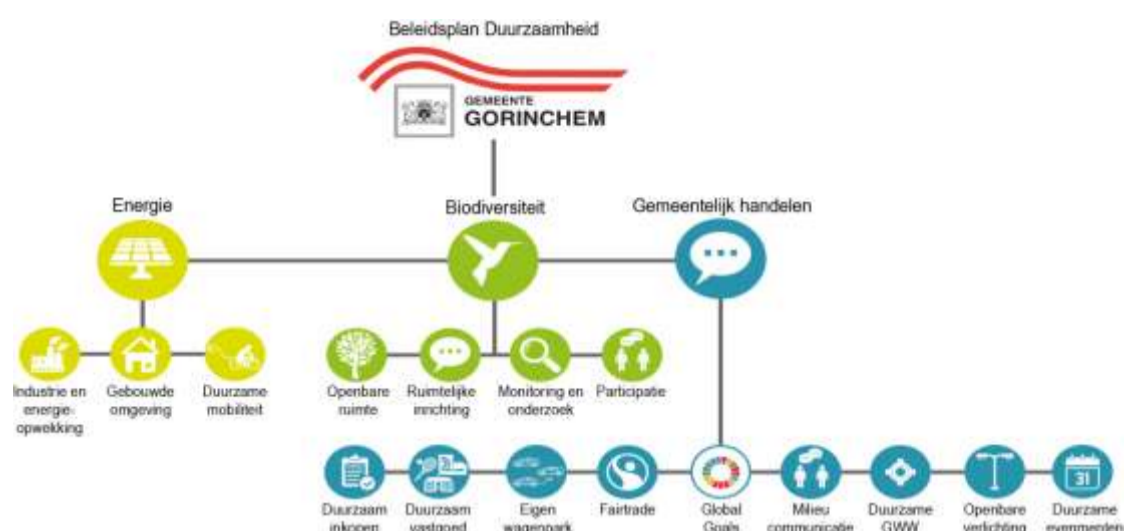 Beleidsplan Duurzaamheid
GEMEENTE
GORINCHEM
Energie
Biodiversiteit
Gemeentelijk handelen
Industrie en
energie-
opwekking
Gebouwde
omgeving
Duurzame
mobiliteit
Openbare
ruimte
Ruimtelijke
inrichting
Monitoring en
onderzoek
Participatie
Duurzaam
inkopen
Duurzaam
vastgoed
Eigen
wagenpark
Fairtrade
Global
Goals
Milieu
communicatie
Duurzame
GWW
Openbare
verlichting
31
Duurzame
evenementen